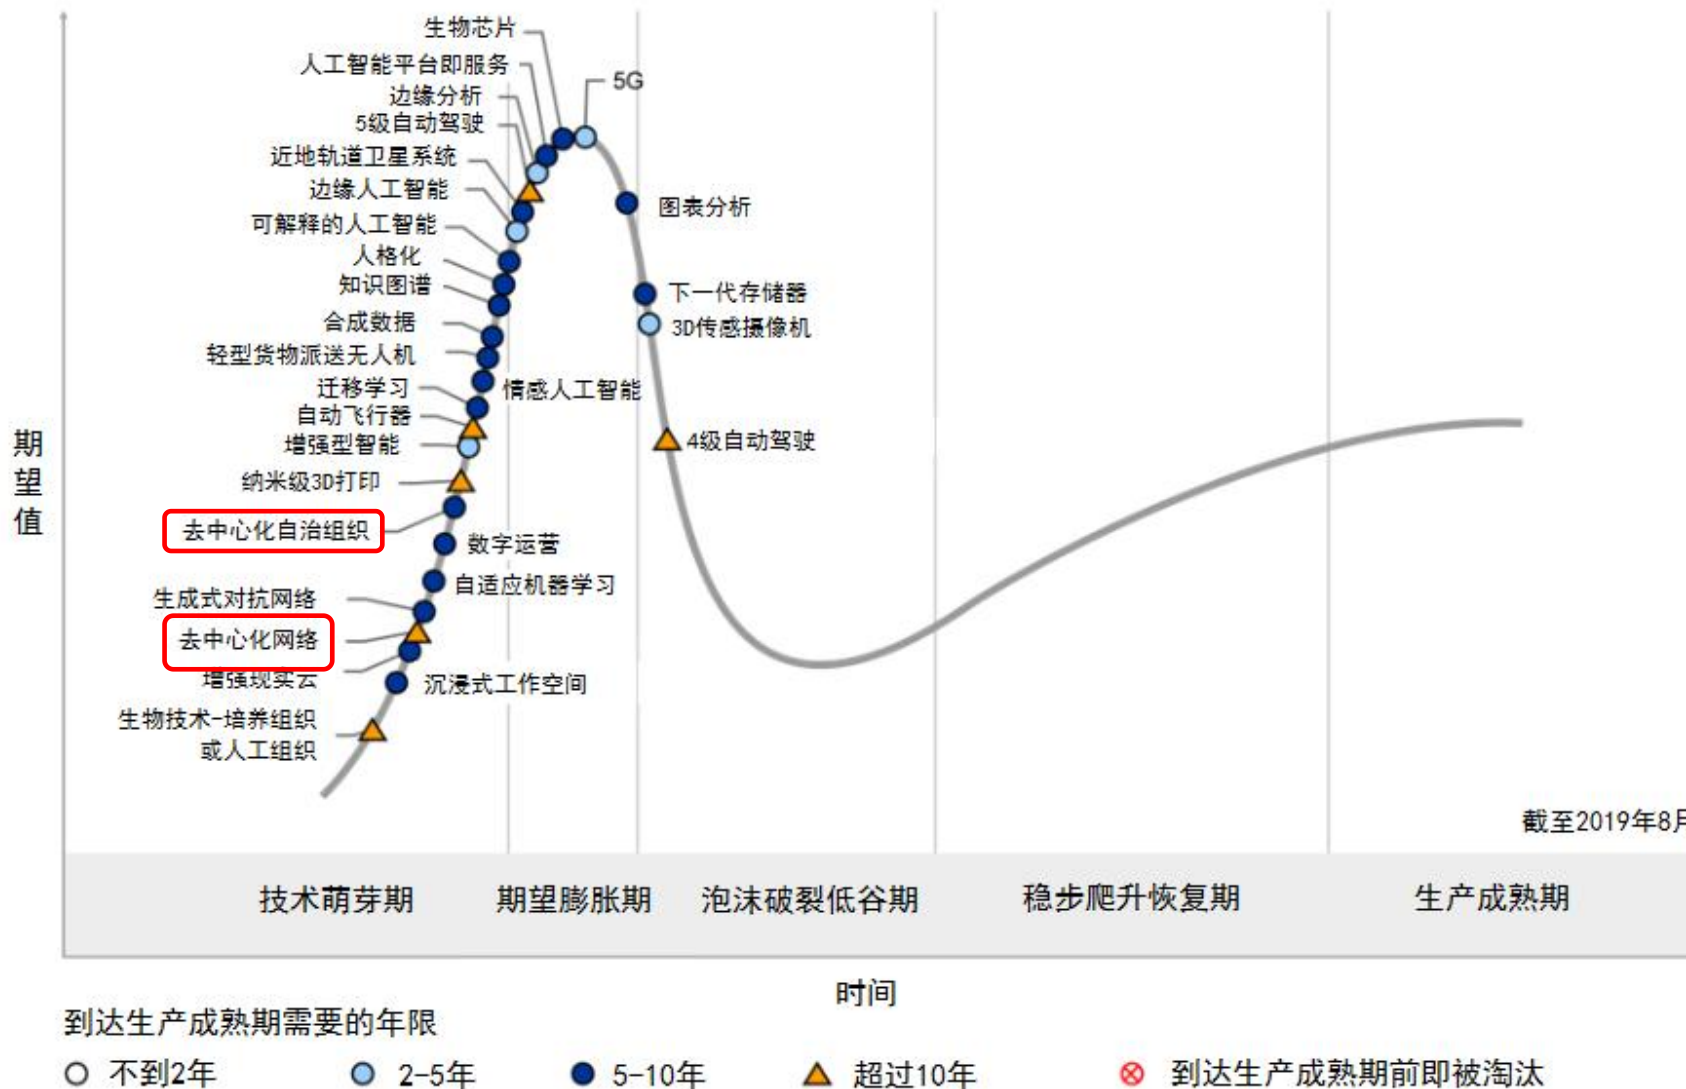 生物芯片
人工智能平台即服务
5G
边缘分析
5级自动驾驶
近地轨道卫星系统
边缘人工智能
图表分析
可解释的人工智能
人格化
知识图谱
下一代存储器
合成数据
3D传感摄像机
轻型货物派送无人机
迁移学习
情感人工智能
自动飞行器
增强型智能
4级自动驾驶
期望值
纳米级3D打印
去中心化自治组织
数字运营
自适应机器学习
生成式对抗网络
去中心化网络
增强现实云
沉浸式工作空间
生物技术-培养组织
或人工组织
截至2019年8月
技术萌芽期 期望膨胀期 泡沫破裂低谷期 稳步爬升恢复期 生产成熟期
时间
到达生产成熟期需要的年限
不到2年 2-5年 5-10年 超过10年 到达生产成熟期前即被淘汰